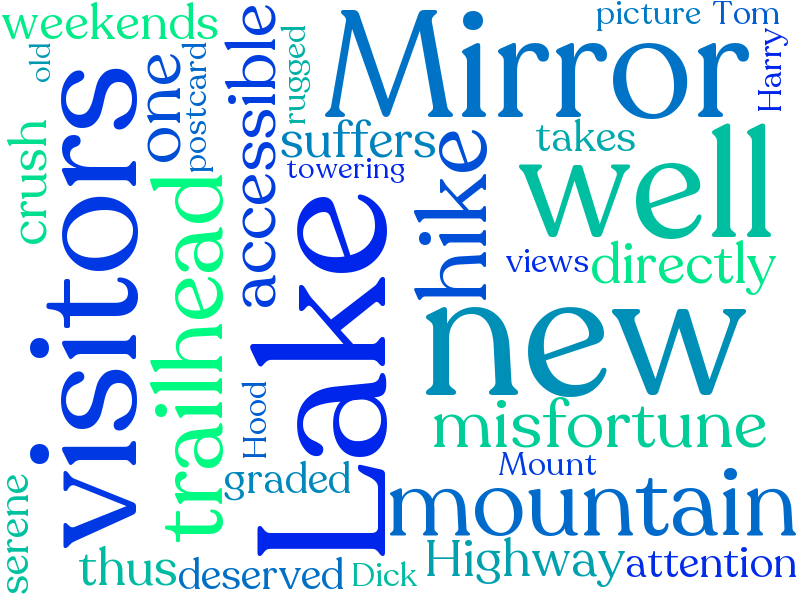 weekends
old
visitors
one
postcard
accessible
rugged
Mirror
picture
Tom
Harry
crush
trailhead
suffers
towering
hike
takes
well
views
directly
Lake
new
misfortune
Hood
graded
Mount
mountain
serene
thus
deserved
Dick
Highway
attention